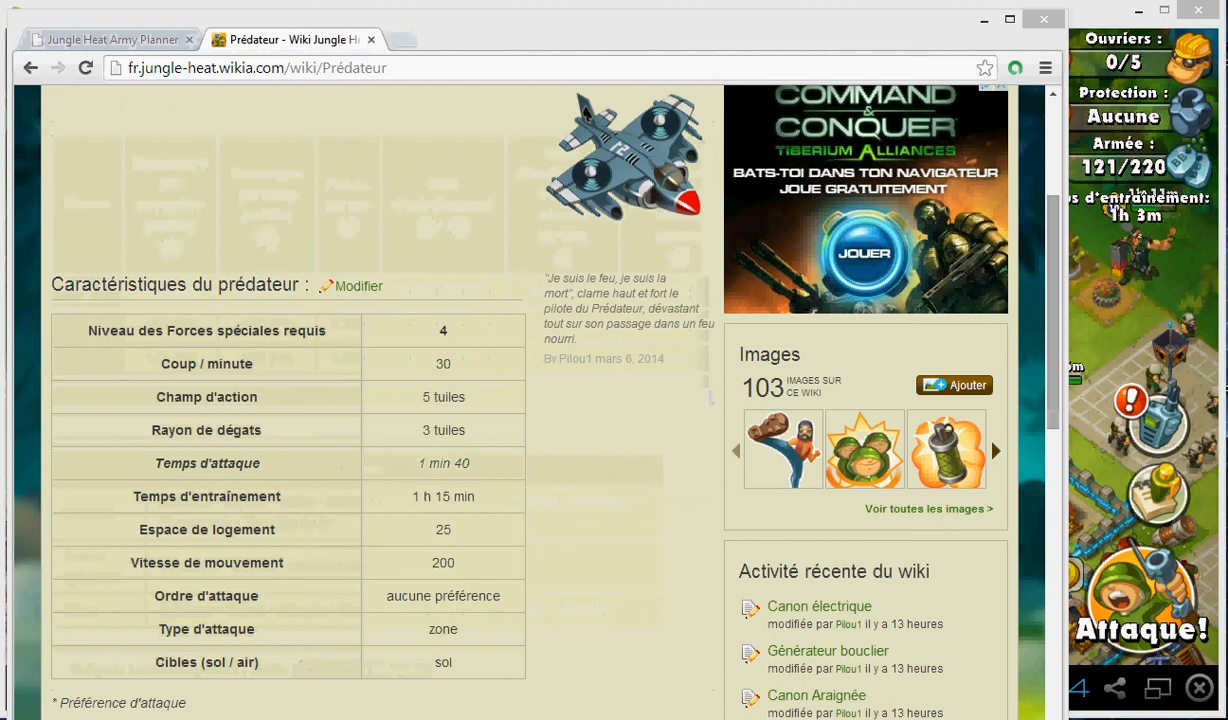 Jungle Heat Army Planner
Prédateur - Wiki Jungle H
fr.jungle-heat.wikia.com/wiki/Prédateur
Caractéristiques du prédateur :
Modifier
Niveau des Forces spéciales requis 4
Coup / minute 30
Champ d'action 5 tuiles
Rayon de dégats 3 tuiles
Temps d'attaque 1 min 40
Temps d'entraînement 1 h 15 min
Espace de logement 25
Vitesse de mouvement 200
Ordre d'attaque aucune préférence
Type d'attaque zone
Cibles (sol / air) sol
* Préférence d'attaque
"Je suis le feu, je suis la
mort", clame haut et fort le
pilote du Prédateur, dévastant
tout sur son passage dans un feu
nourri.
By Pilou1 mars 6, 2014
COMMAND
&
CONQUER
TIBERIUM ALLIANCES
BATS-TOI DANS TON NAVIGATEUR
JOUE GRATUITEMENT
JOUER
Images
103 IMAGES SUR
CE WIKI
Ajouter
Voir toutes les images >
Activité récente du wiki
Canon électrique
modifiée par Pilou1 il y a 13 heures
Générateur bouclier
modifiée par Pilou1 il y a 13 heures
Canon Araignée
modifiée par Pilou1 il y a 13 heures
Ouvriers :
0/5
Protection :
Aucune
Armée :
121/220
s d'entraînement:
1h 3m
Attaque!